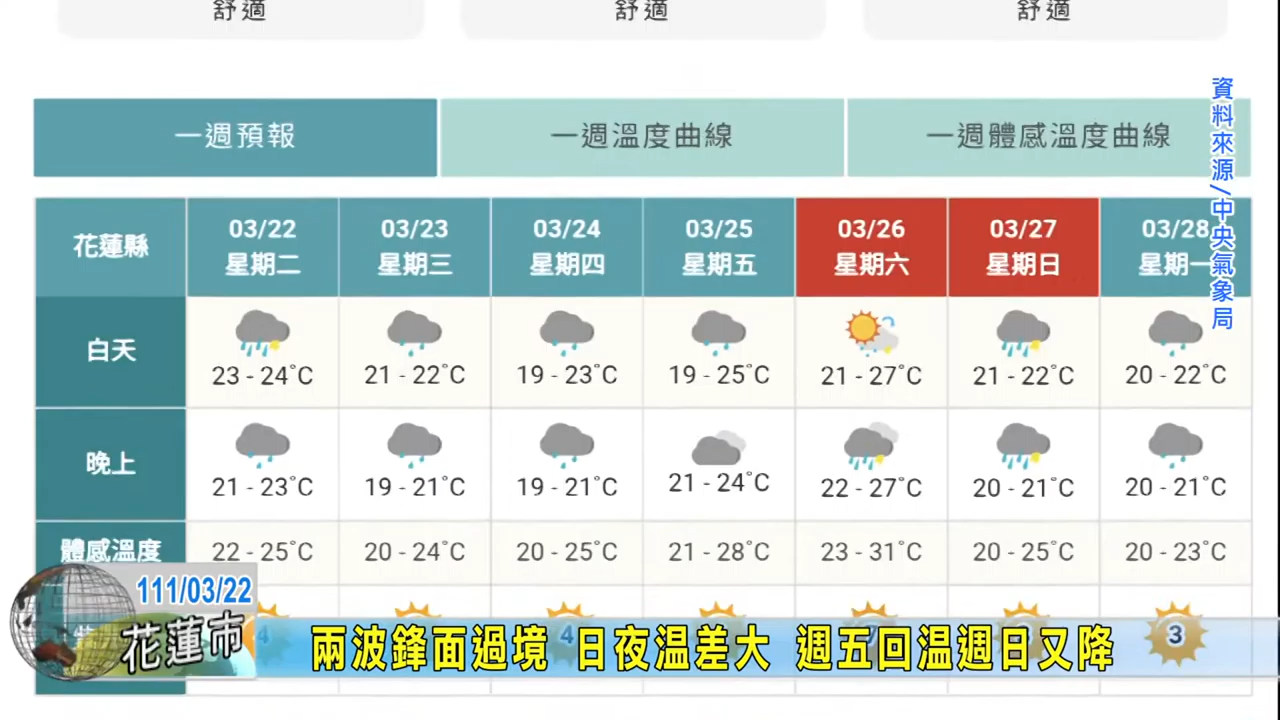 舒適 舒適 舒適
一週預報 一週溫度曲線 一週體感溫度曲線
資料來源/中央氣象局
花蓮縣 03/22 03/23 03/24 03/25 03/26 03/27 03/28
星期二 星期三 星期四 星期五 星期六 星期日 星期一
白天 23 - 24°C 21 - 22°C 19 - 23°C 19 - 25°C 21 - 27°C 21 - 22°C 20 - 22°C
晚上 21 - 23°C 19 - 21°C 19 - 21°C 21 - 24°C 22 - 27°C 20 - 21°C 20 - 21°C
體感溫度 22 - 25°C 20 - 24°C 20 - 25°C 21 - 28°C 23 - 31°C 20 - 25°C 20 - 23°C
111/03/22
花蓮市
兩波鋒面過境 日夜溫差大 週五回溫週日又降
3